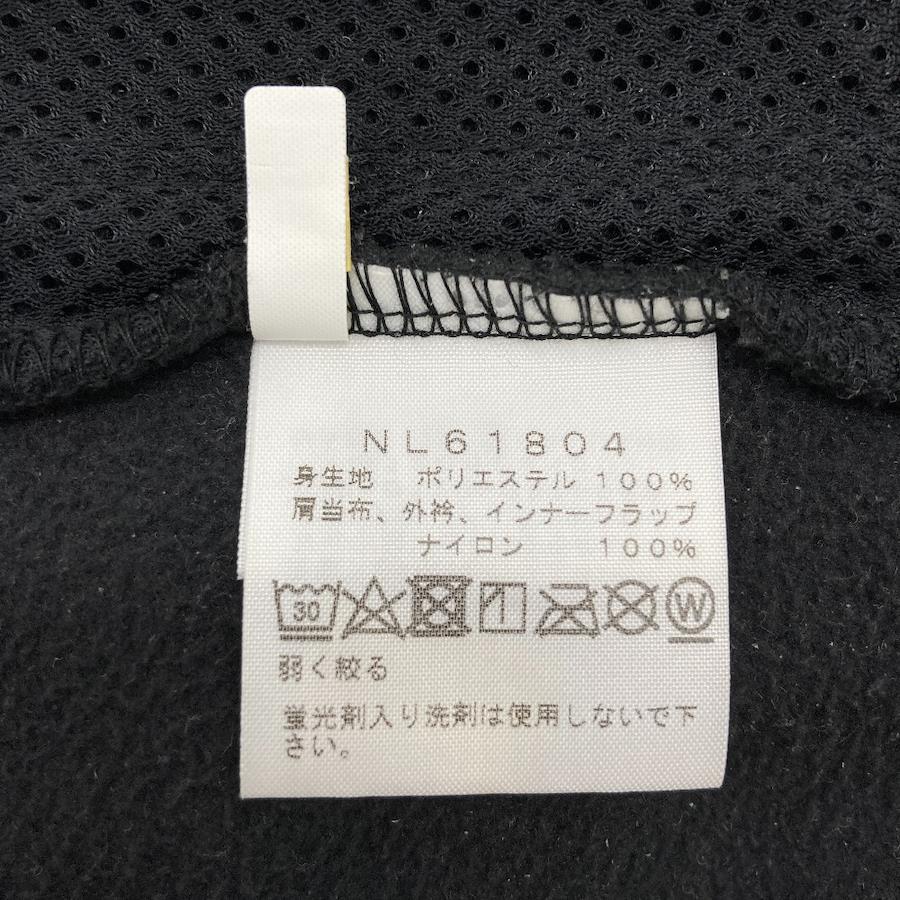 NL61804
身生地 ポリエステル 100%
肩当布、外衿、インナーフラップ
ナイロン 100%
30 W
弱く絞る
蛍光剤入り洗剤は使用しないで下
さい。